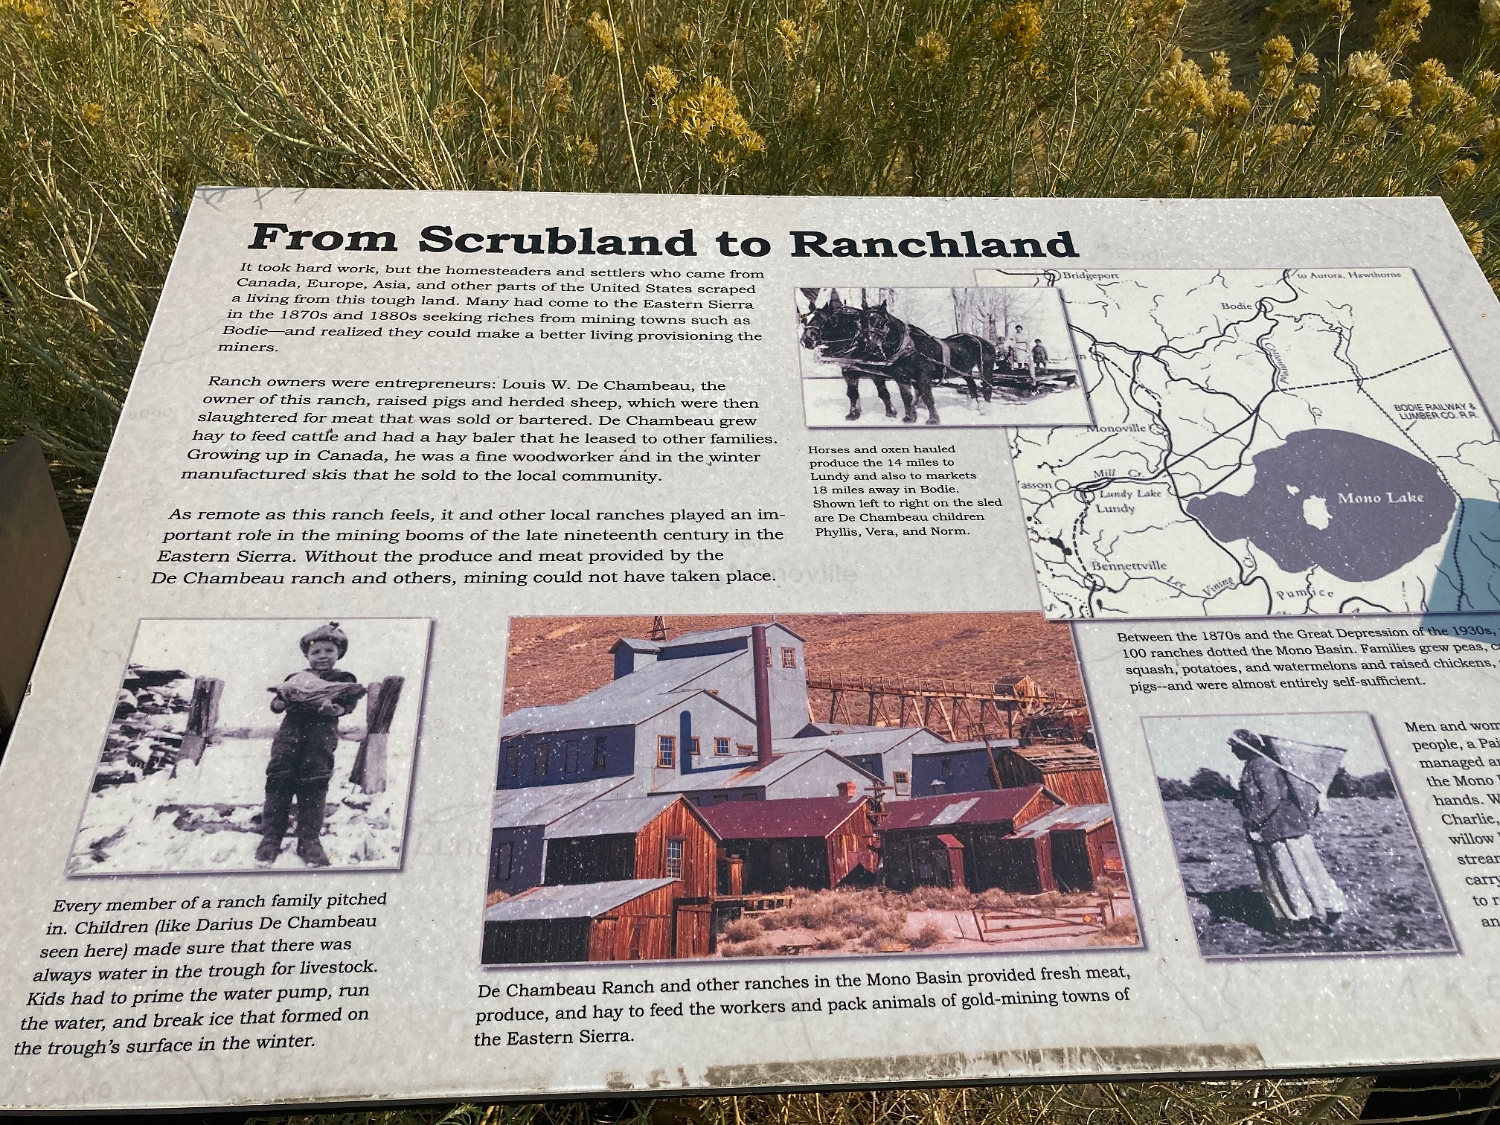 From Scrubland to Ranchland
It took hard work, but the homesteaders and settlers who came from
Canada, Europe, Asia, and other parts of the United States scraped
a living from this tough land. Many had come to the Eastern Sierra
in the 1870s and 1880s seeking riches from mining towns such as
Bodie—and realized they could make a better living provisioning the
miners.
Ranch owners were entrepreneurs: Louis W. De Chambeau, the
owner of this ranch, raised pigs and herded sheep, which were then
slaughtered for meat that was sold or bartered. De Chambeau grew
hay to feed cattle and had a hay baler that he leased to other families.
Growing up in Canada, he was a fine woodworker and in the winter
manufactured skis that he sold to the local community.
As remote as this ranch feels, it and other local ranches played an im-
portant role in the mining booms of the late nineteenth century in the
Eastern Sierra. Without the produce and meat provided by the
De Chambeau ranch and others, mining could not have taken place.
Horses and oxen hauled
produce the 14 miles to
Lundy and also to markets
18 miles away in Bodie.
Shown left to right on the sled
are De Chambeau children
Phyllis, Vera, and Norm.
Bridgeport
to Aurora, Hawthorne
Bodie
BODIE RAILWAY &
LUMBER CO. R.R.
Monoville
Mill Cr.
asson
Lundy Lake
Lundy
Mono Lake
Bennettville
Lee Vining Cr.
Pumice
Between the 1870s and the Great Depression of the 1930s,
100 ranches dotted the Mono Basin. Families grew peas, c
squash, potatoes, and watermelons and raised chickens,
pigs--and were almost entirely self-sufficient.
Every member of a ranch family pitched
in. Children (like Darius De Chambeau
seen here) made sure that there was
always water in the trough for livestock.
Kids had to prime the water pump, run
the water, and break ice that formed on
the trough's surface in the winter.
De Chambeau Ranch and other ranches in the Mono Basin provided fresh meat,
produce, and hay to feed the workers and pack animals of gold-mining towns of
the Eastern Sierra.
Men and wom
people, a Pai
managed a
the Mono
hands. W
Charlie,
willow
strea
carry
to r
an